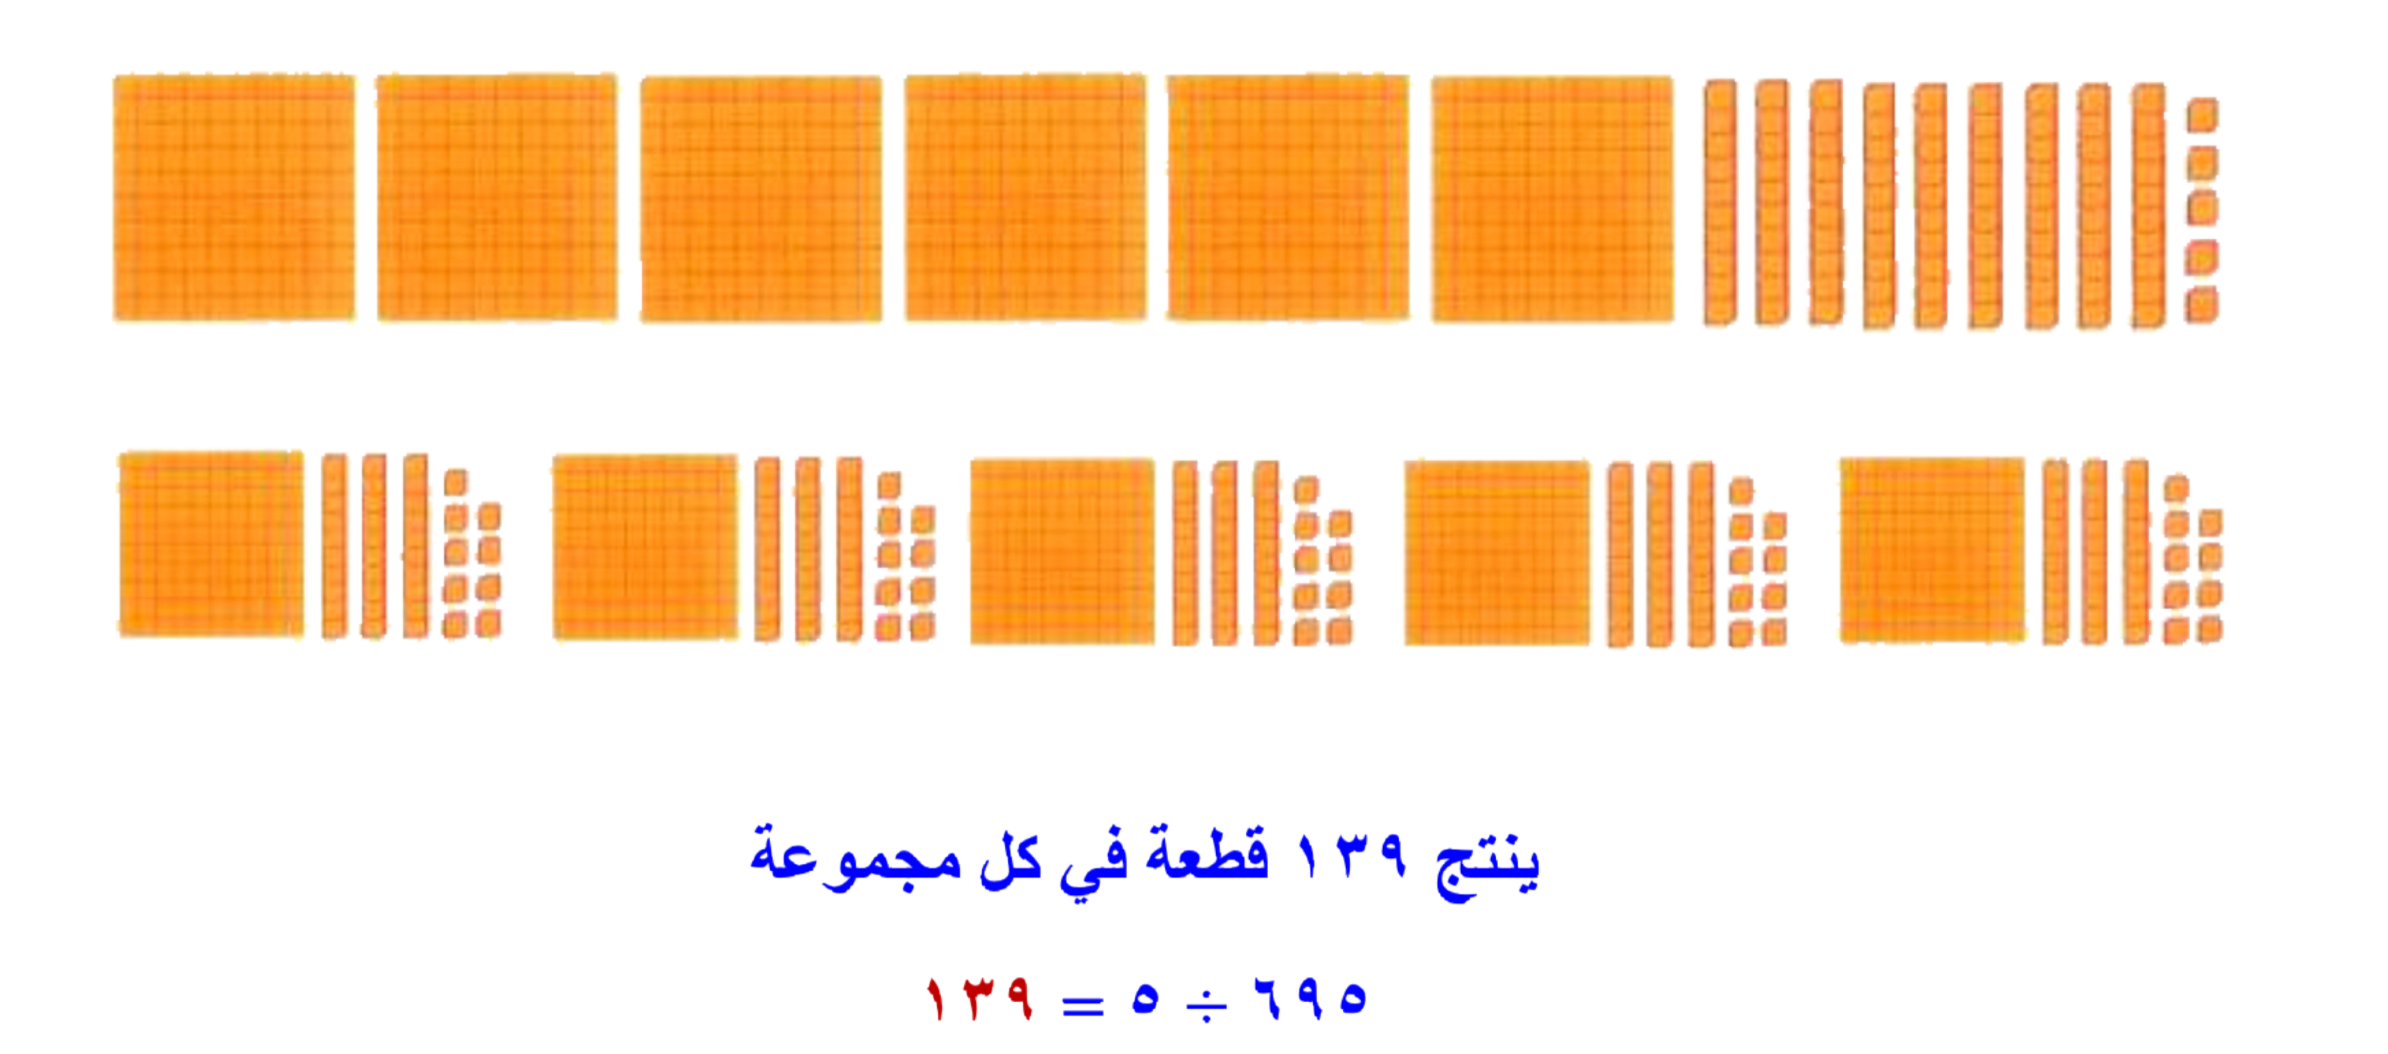 ينتج ١٣٩ قطعة في كل مجموعة
٦٩٥ ÷ ٥ = ١٣٩